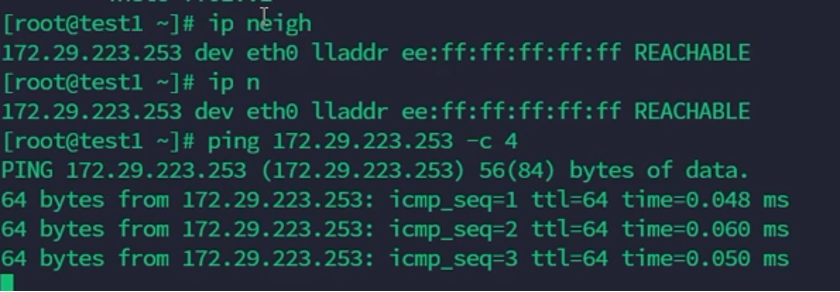 [root@test1 ~]# ip neigh
172.29.223.253 dev eth0 lladdr ee:ff:ff:ff:ff:ff REACHABLE
[root@test1 ~]# ip n
172.29.223.253 dev eth0 lladdr ee:ff:ff:ff:ff:ff REACHABLE
[root@test1 ~]# ping 172.29.223.253 -c 4
PING 172.29.223.253 (172.29.223.253) 56(84) bytes of data.
64 bytes from 172.29.223.253: icmp_seq=1 ttl=64 time=0.048 ms
64 bytes from 172.29.223.253: icmp_seq=2 ttl=64 time=0.060 ms
64 bytes from 172.29.223.253: icmp_seq=3 ttl=64 time=0.050 ms